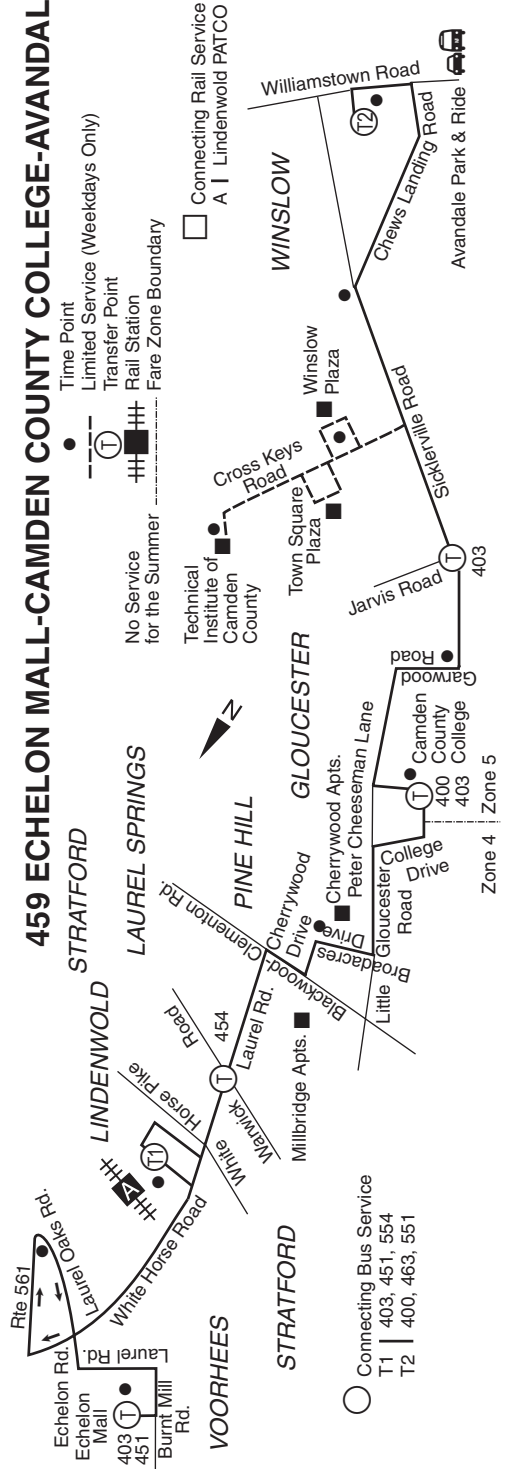 459 ECHELON MALL-CAMDEN COUNTY COLLEGE-AVANDAL
Time Point
Limited Service (Weekdays Only)
T
Transfer Point
Rail Station
Fare Zone Boundary
No Service
for the Summer
Connecting Rail Service
A | Lindenwold PATCO
STRATFORD
LAUREL SPRINGS
LINDENWOLD
PINE HILL
GLOUCESTER
WINSLOW
VOORHEES
STRATFORD
N
Rte 561
Laurel Oaks Rd.
Echelon Rd.
Echelon
Mall
403
451
T
Laurel Rd.
Burnt Mill
Rd.
White Horse Road
A
T1
White
Horse Pike
Warwick
Road
454
T
Laurel Rd.
Blackwood-Clementon Rd.
Cherrywood
Drive
Millbridge Apts.
Broadacres
Drive
Cherrywood Apts.
Peter Cheeseman Lane
Little
Gloucester
Road
College
Drive
Zone 4
Zone 5
T
400
403
Camden
County
College
Garwood
Road
Jarvis Road
T
403
Sicklerville Road
Technical
Institute of
Camden
County
Cross Keys
Road
Town Square
Plaza
Winslow
Plaza
Williamstown Road
T2
Chews Landing Road
Avandale Park & Ride
Connecting Bus Service
T1 | 403, 451, 554
T2 | 400, 463, 551